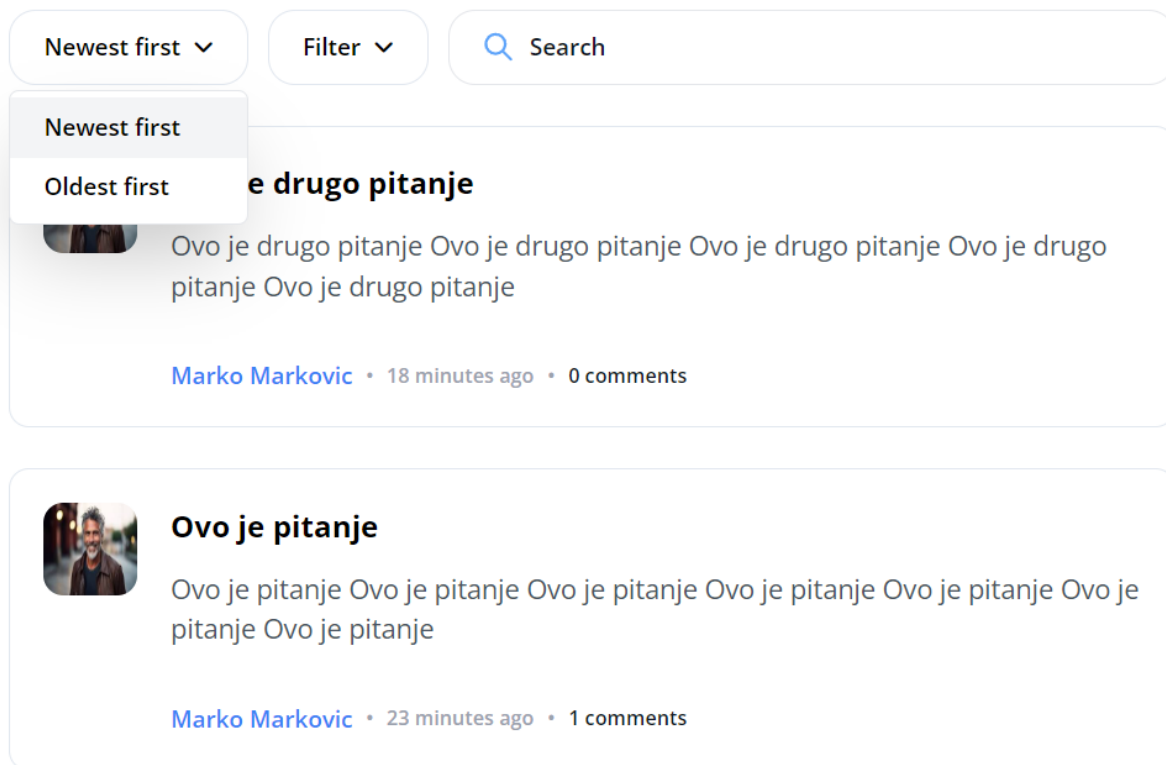 Newest first
Filter
Search
Newest first
Oldest first
e drugo pitanje
Ovo je drugo pitanje Ovo je drugo pitanje Ovo je drugo pitanje Ovo je drugo
pitanje Ovo je drugo pitanje
Marko Markovic • 18 minutes ago • 0 comments
Ovo je pitanje
Ovo je pitanje Ovo je pitanje Ovo je pitanje Ovo je pitanje Ovo je pitanje Ovo je
pitanje Ovo je pitanje
Marko Markovic • 23 minutes ago • 1 comments